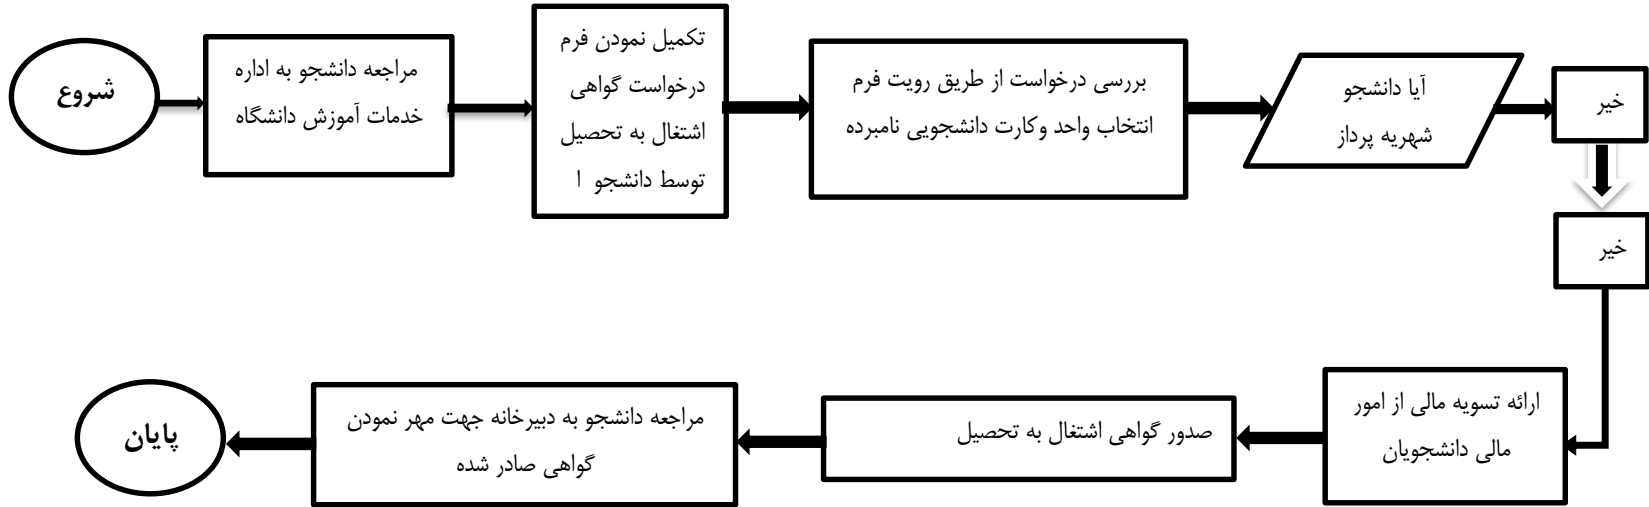 شروع
مراجعه دانشجو به اداره
خدمات آموزش دانشگاه
تکمیل نمودن فرم
درخواست گواهی
اشتغال به تحصیل
توسط دانشجو ا
بررسی درخواست از طریق رویت فرم
انتخاب واحد وکارت دانشجویی نامبرده
آیا دانشجو
شهریه پرداز
خیر
خیر
ارائه تسویه مالی از امور
مالی دانشجویان
صدور گواهی اشتغال به تحصیل
مراجعه دانشجو به دبیرخانه جهت مهر نمودن
گواهی صادر شده
پایان